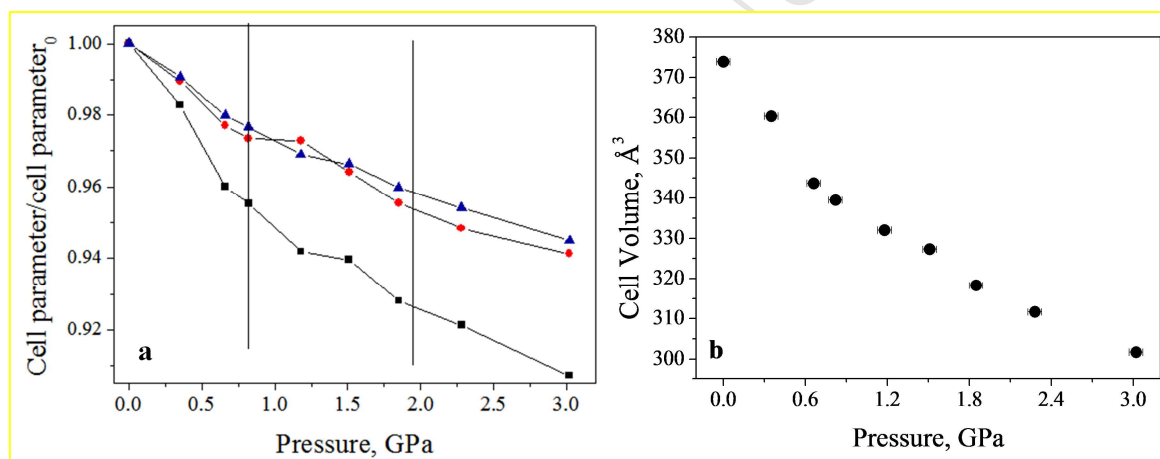 Cell parameter/cell parameter₀
1.00
0.98
0.96
0.94
0.92
a
0.0 0.5 1.0 1.5 2.0 2.5 3.0
Pressure, GPa
Cell Volume, Å³
380
370
360
350
340
330
320
310
300
b
0.0 0.6 1.2 1.8 2.4 3.0
Pressure, GPa